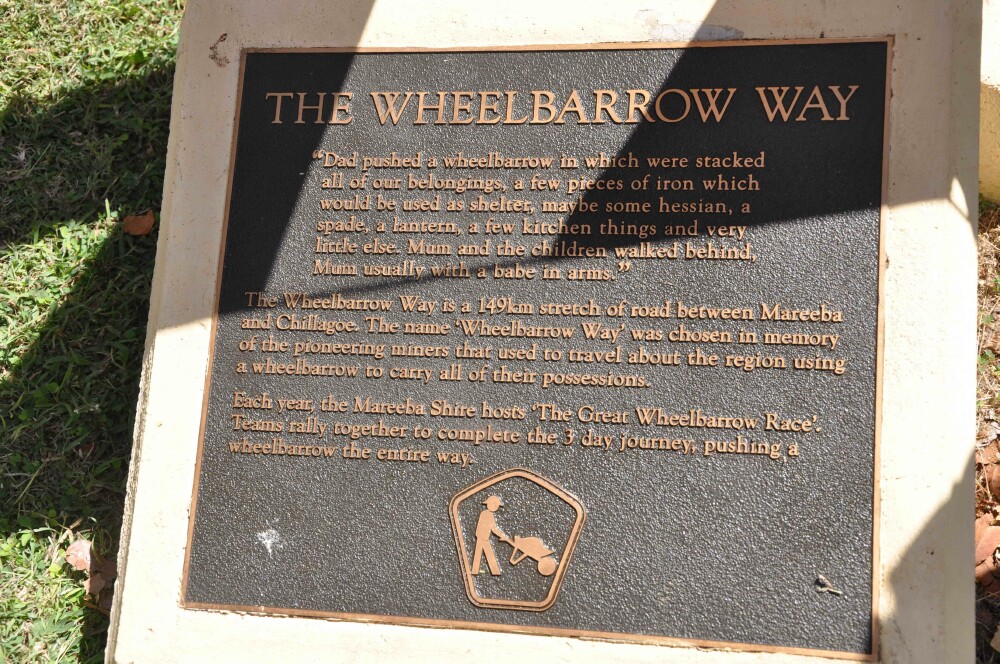 THE WHEELBARROW WAY
“Dad pushed a wheelbarrow in which were stacked
all of our belongings, a few pieces of iron which
would be used as shelter, maybe some hessian, a
spade, a lantern, a few kitchen things and very
little else. Mum and the children walked behind,
Mum usually with a babe in arms.”
The Wheelbarrow Way is a 149km stretch of road between Mareeba
and Chillagoe. The name ‘Wheelbarrow Way’ was chosen in memory
of the pioneering miners that used to travel about the region using
a wheelbarrow to carry all of their possessions.
Each year, the Mareeba Shire hosts ‘The Great Wheelbarrow Race’.
Teams rally together to complete the 3 day journey, pushing a
wheelbarrow the entire way.